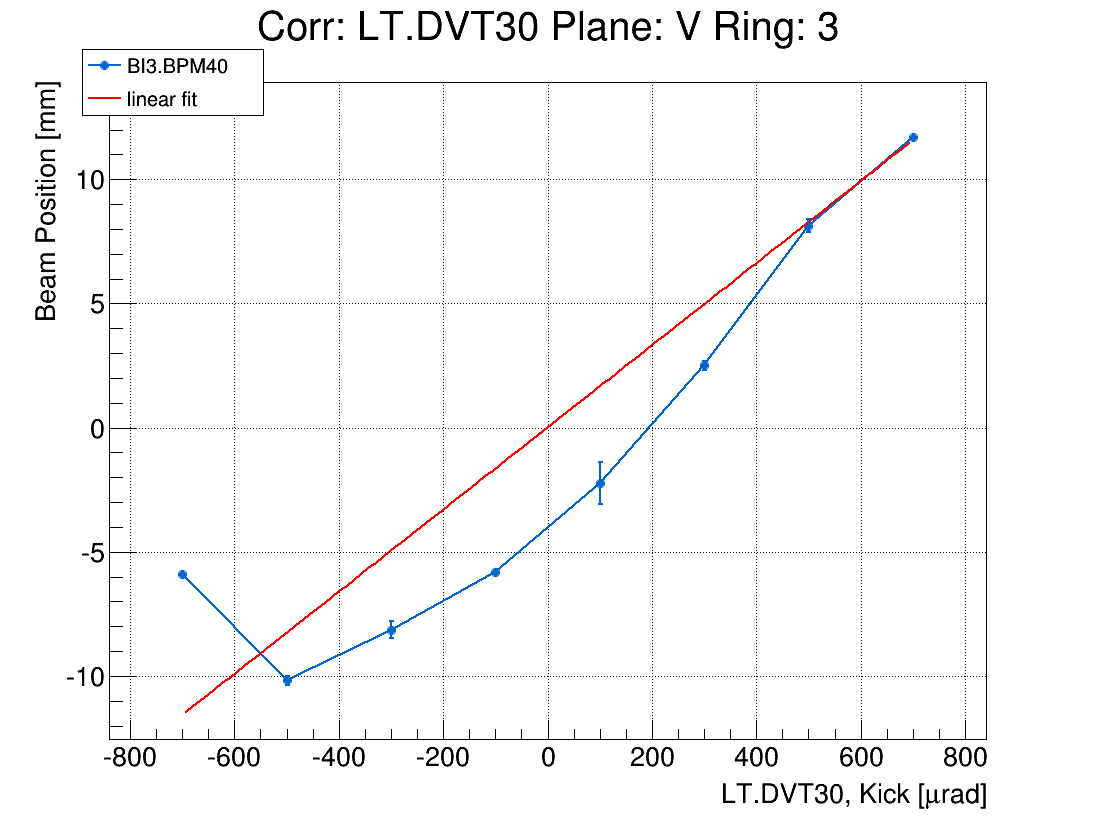 Corr: LT.DVT30 Plane: V Ring: 3
BI3.BPM40
linear fit
Beam Position [mm]
10
5
0
-5
-10
-800 -600 -400 -200 0 200 400 600 800
LT.DVT30, Kick [μrad]